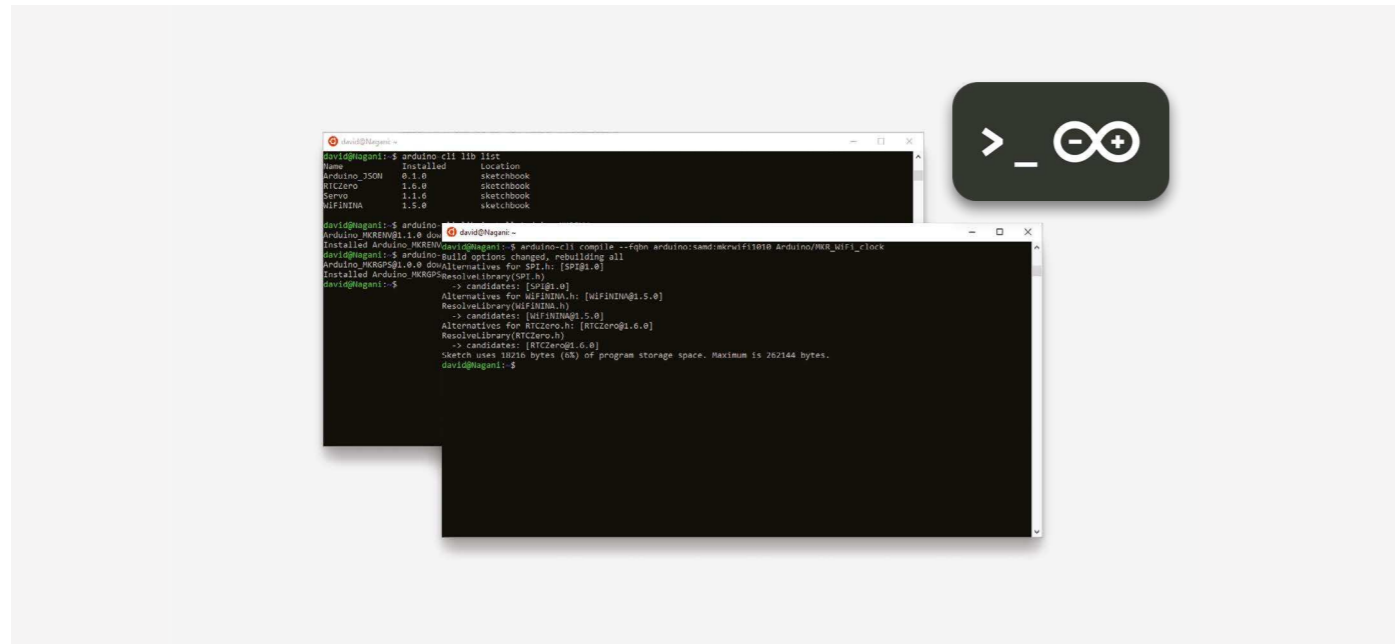 david@Nagani: ~
david@Nagani:~$ arduino-cli lib list
Name Installed Location
Arduino_JSON 0.1.0 sketchbook
RTCZero 1.6.0 sketchbook
Servo 1.1.6 sketchbook
WiFiNINA 1.5.0 sketchbook
david@Nagani:~$ arduino-
Arduino_MKRENV@1.1.0 dow
Installed Arduino_MKRENV
david@Nagani:~$ arduino-
Arduino_MKRGPS@1.0.0 dow
Installed Arduino_MKRGPS
david@Nagani:~$
david@Nagani: ~
david@Nagani:~$ arduino-cli compile --fqbn arduino:samd:mkrwifi1010 Arduino/MKR_WiFi_clock
Build options changed, rebuilding all
Alternatives for SPI.h: [SPI@1.0]
ResolveLibrary(SPI.h)
-> candidates: [SPI@1.0]
Alternatives for WiFiNINA.h: [WiFiNINA@1.5.0]
ResolveLibrary(WiFiNINA.h)
-> candidates: [WiFiNINA@1.5.0]
Alternatives for RTCZero.h: [RTCZero@1.6.0]
ResolveLibrary(RTCZero.h)
-> candidates: [RTCZero@1.6.0]
Sketch uses 18216 bytes (6%) of program storage space. Maximum is 262144 bytes.
david@Nagani:~$
>_